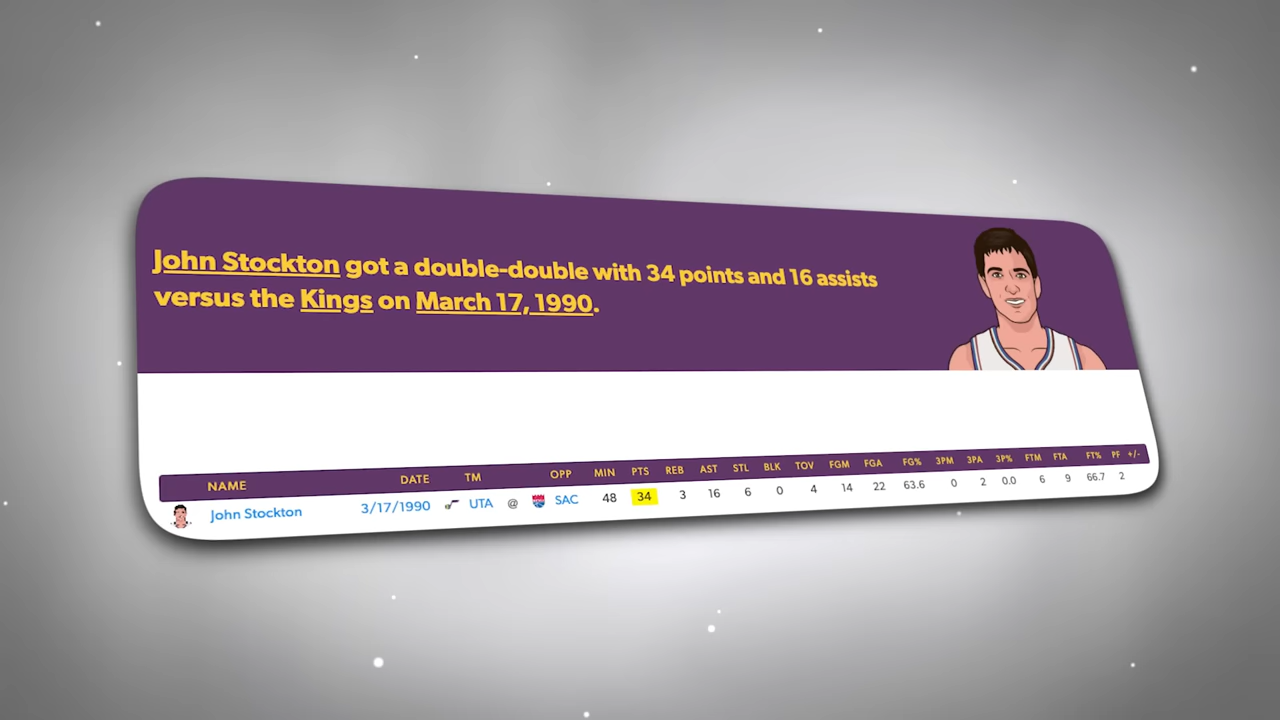 John Stockton got a double-double with 34 points and 16 assists
versus the Kings on March 17, 1990.
NAME DATE TM OPP MIN PTS REB AST STL BLK TOV FGM FGA FG% 3PM 3PA 3P% FTM FTA FT% PF +/-
John Stockton 3/17/1990 UTA @ SAC 48 34 3 16 6 0 4 14 22 63.6 0 2 0.0 6 9 66.7 2